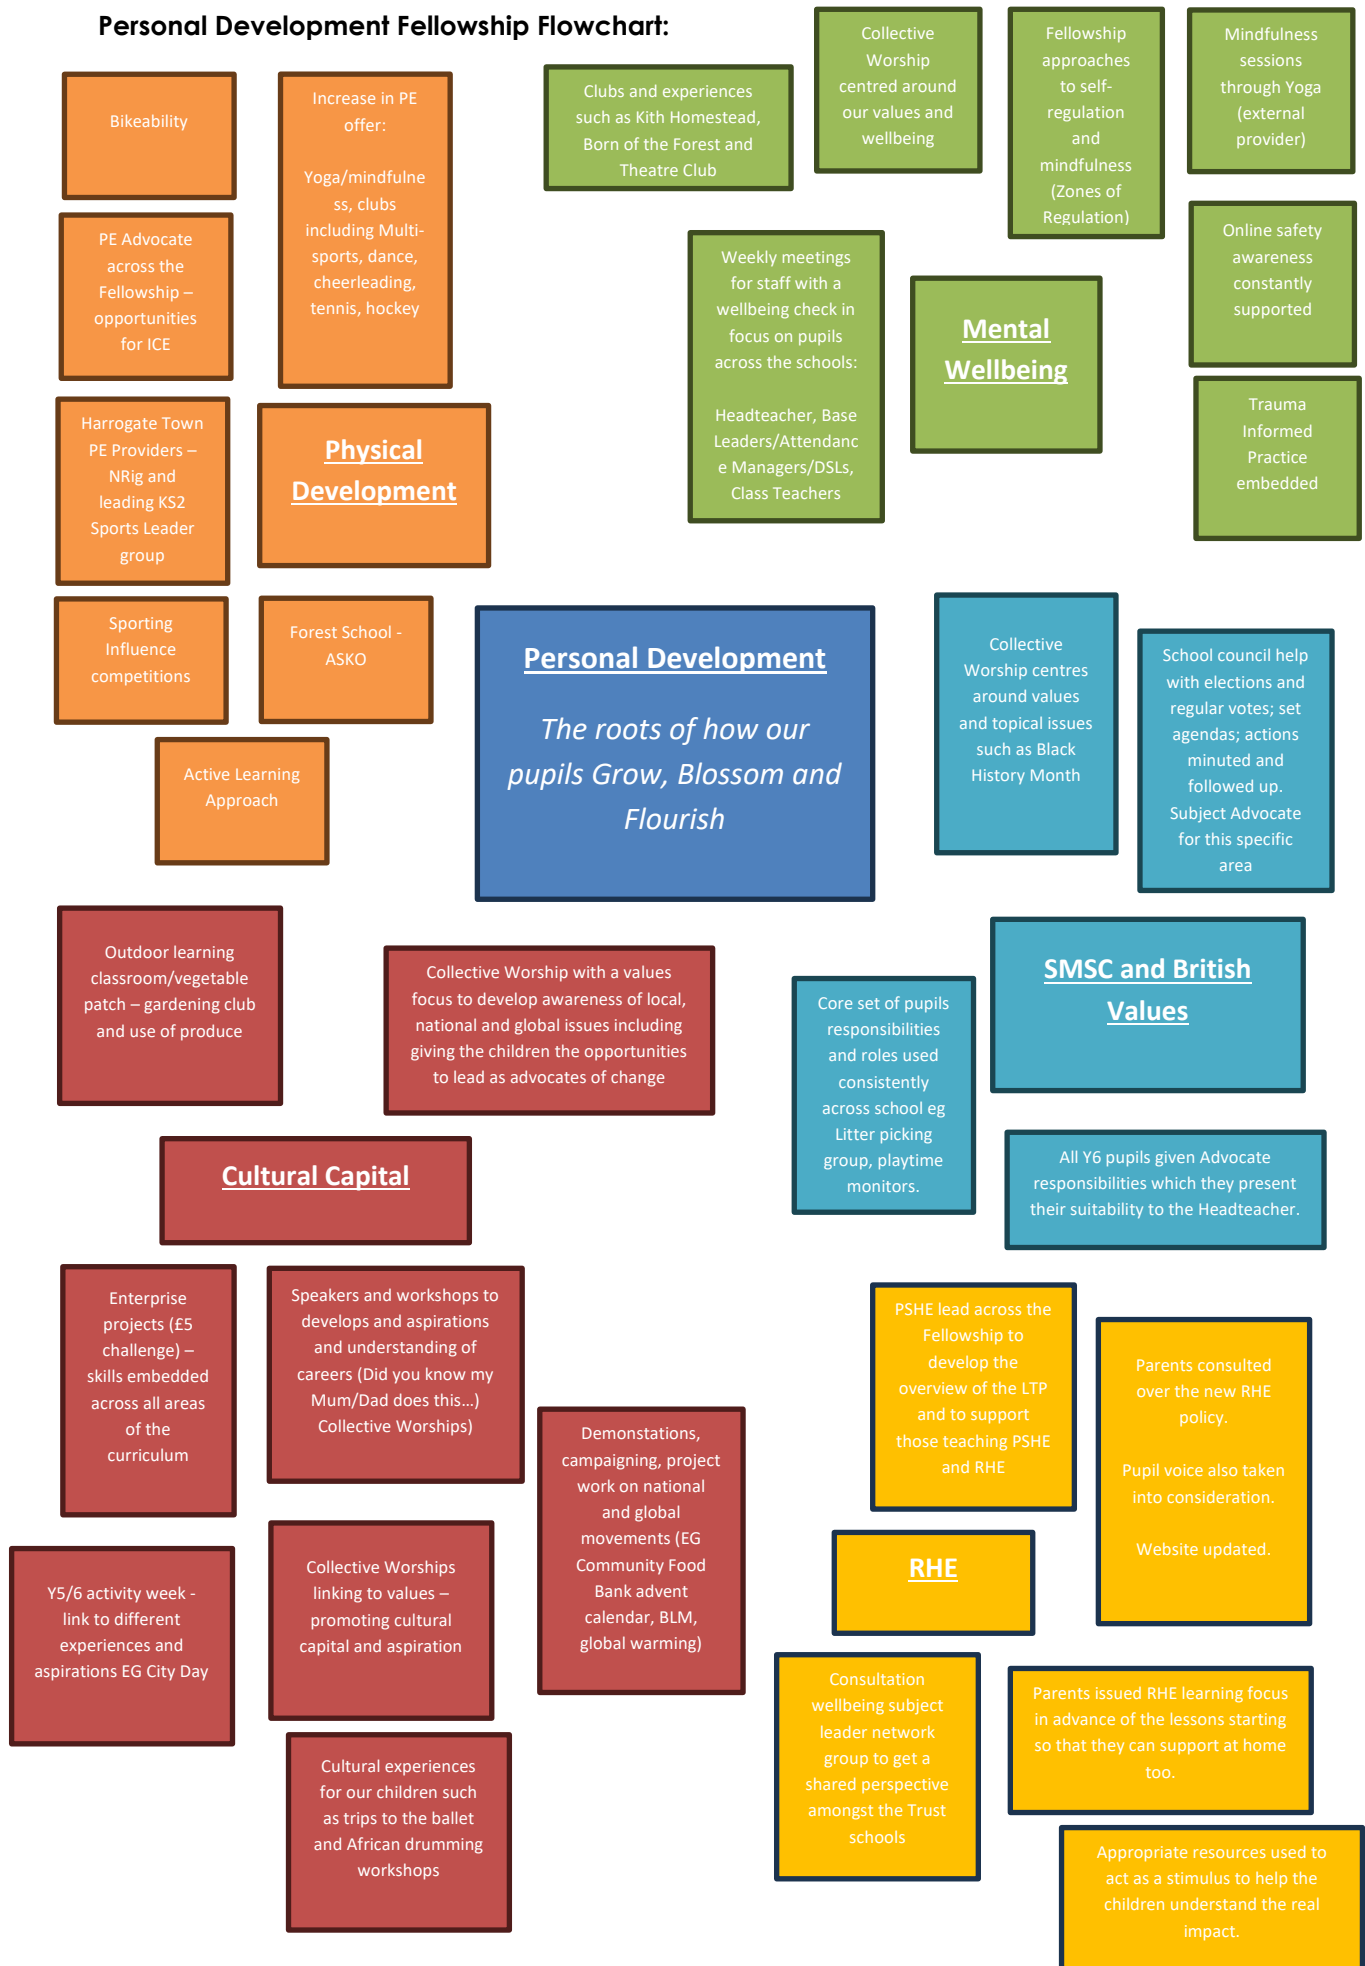 Personal Development Fellowship Flowchart:
Bikeability
Increase in PE
offer:
Yoga/mindfulne
ss, clubs
including Multi-
sports, dance,
cheerleading,
tennis, hockey
PE Advocate
across the
Fellowship –
opportunities
for ICE
Harrogate Town
PE Providers –
NRig and
leading KS2
Sports Leader
group
Physical
Development
Sporting
Influence
competitions
Forest School -
ASKO
Active Learning
Approach
Clubs and experiences
such as Kith Homestead,
Born of the Forest and
Theatre Club
Collective
Worship
centred around
our values and
wellbeing
Fellowship
approaches
to self-
regulation
and
mindfulness
(Zones of
Regulation)
Mindfulness
sessions
through Yoga
(external
provider)
Weekly meetings
for staff with a
wellbeing check in
focus on pupils
across the schools:
Headteacher, Base
Leaders/Attendanc
e Managers/DSLs,
Class Teachers
Mental
Wellbeing
Online safety
awareness
constantly
supported
Trauma
Informed
Practice
embedded
Personal Development
The roots of how our
pupils Grow, Blossom and
Flourish
Collective
Worship centres
around values
and topical issues
such as Black
History Month
School council help
with elections and
regular votes; set
agendas; actions
minuted and
followed up.
Subject Advocate
for this specific
area
SMSC and British
Values
Core set of pupils
responsibilities
and roles used
consistently
across school eg
Litter picking
group, playtime
monitors.
All Y6 pupils given Advocate
responsibilities which they present
their suitability to the Headteacher.
Outdoor learning
classroom/vegetable
patch – gardening club
and use of produce
Collective Worship with a values
focus to develop awareness of local,
national and global issues including
giving the children the opportunities
to lead as advocates of change
Cultural Capital
Enterprise
projects (£5
challenge) –
skills embedded
across all areas
of the
curriculum
Speakers and workshops to
develops and aspirations
and understanding of
careers (Did you know my
Mum/Dad does this…)
Collective Worships)
Demonstations,
campaigning, project
work on national
and global
movements (EG
Community Food
Bank advent
calendar, BLM,
global warming)
Y5/6 activity week -
link to different
experiences and
aspirations EG City Day
Collective Worships
linking to values –
promoting cultural
capital and aspiration
Cultural experiences
for our children such
as trips to the ballet
and African drumming
workshops
PSHE lead across the
Fellowship to
develop the
overview of the LTP
and to support
those teaching PSHE
and RHE
Parents consulted
over the new RHE
policy.
Pupil voice also taken
into consideration.
Website updated.
RHE
Consultation
wellbeing subject
leader network
group to get a
shared perspective
amongst the Trust
schools
Parents issued RHE learning focus
in advance of the lessons starting
so that they can support at home
too.
Appropriate resources used to
act as a stimulus to help the
children understand the real
impact.